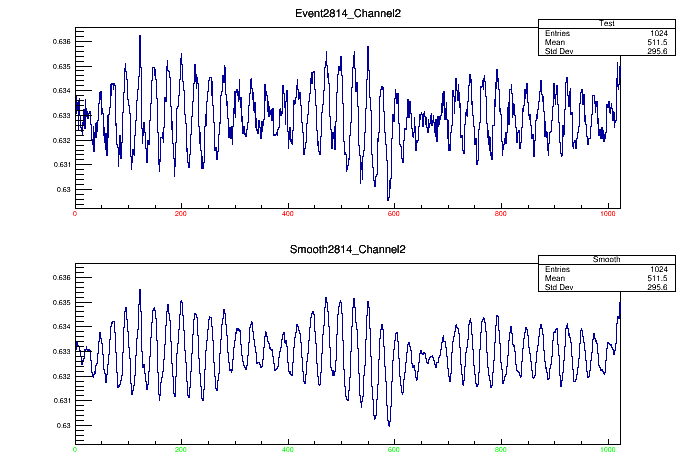 Event2814_Channel2
Test
Entries 1024
Mean 511.5
Std Dev 295.6
0.636
0.635
0.634
0.633
0.632
0.631
0.63
0 200 400 600 800 1000
Smooth2814_Channel2
Smooth
Entries 1024
Mean 511.5
Std Dev 295.6
0.636
0.635
0.634
0.633
0.632
0.631
0.63
0 200 400 600 800 1000